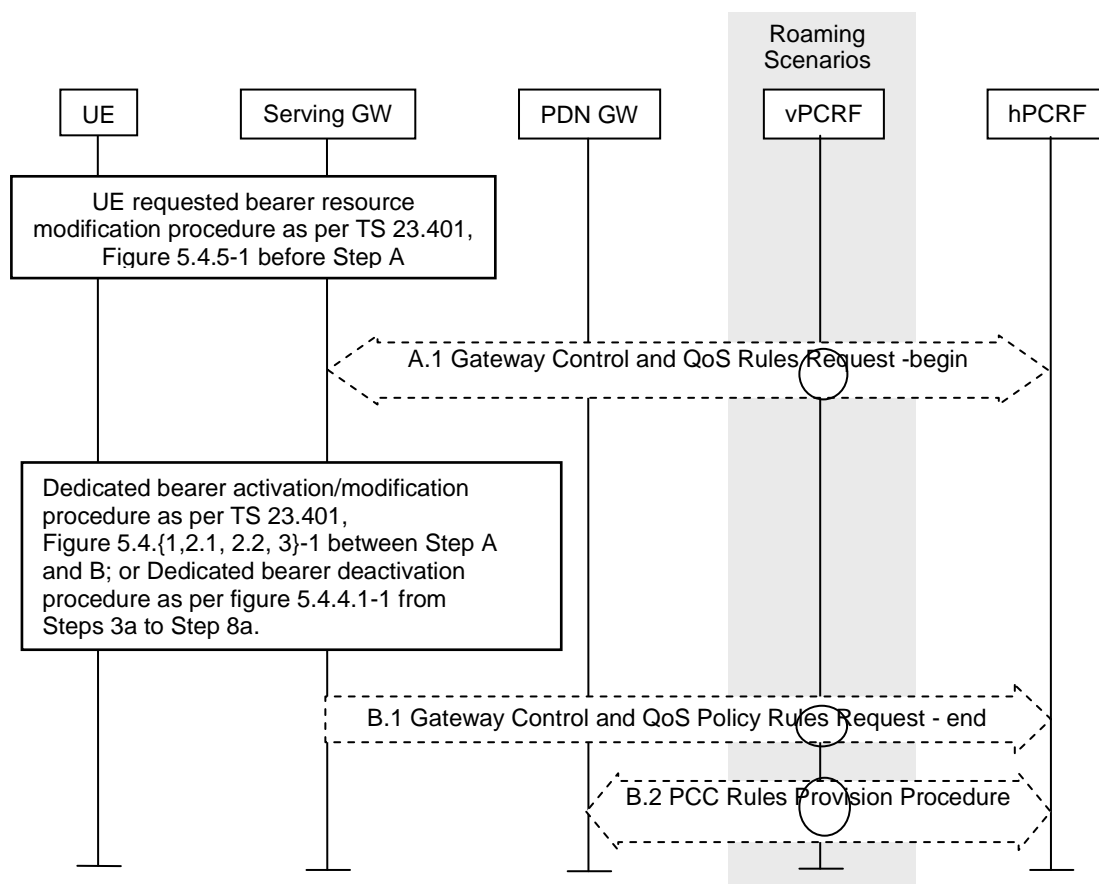 Roaming
Scenarios
UE
Serving GW
PDN GW
vPCRF
hPCRF
UE requested bearer resource
modification procedure as per TS 23.401,
Figure 5.4.5-1 before Step A
A.1 Gateway Control and QoS Rules Request -begin
Dedicated bearer activation/modification
procedure as per TS 23.401,
Figure 5.4.{1,2.1, 2.2, 3}-1 between Step A
and B; or Dedicated bearer deactivation
procedure as per figure 5.4.4.1-1 from
Steps 3a to Step 8a.
B.1 Gateway Control and QoS Policy Rules Request - end
B.2 PCC Rules Provision Procedure